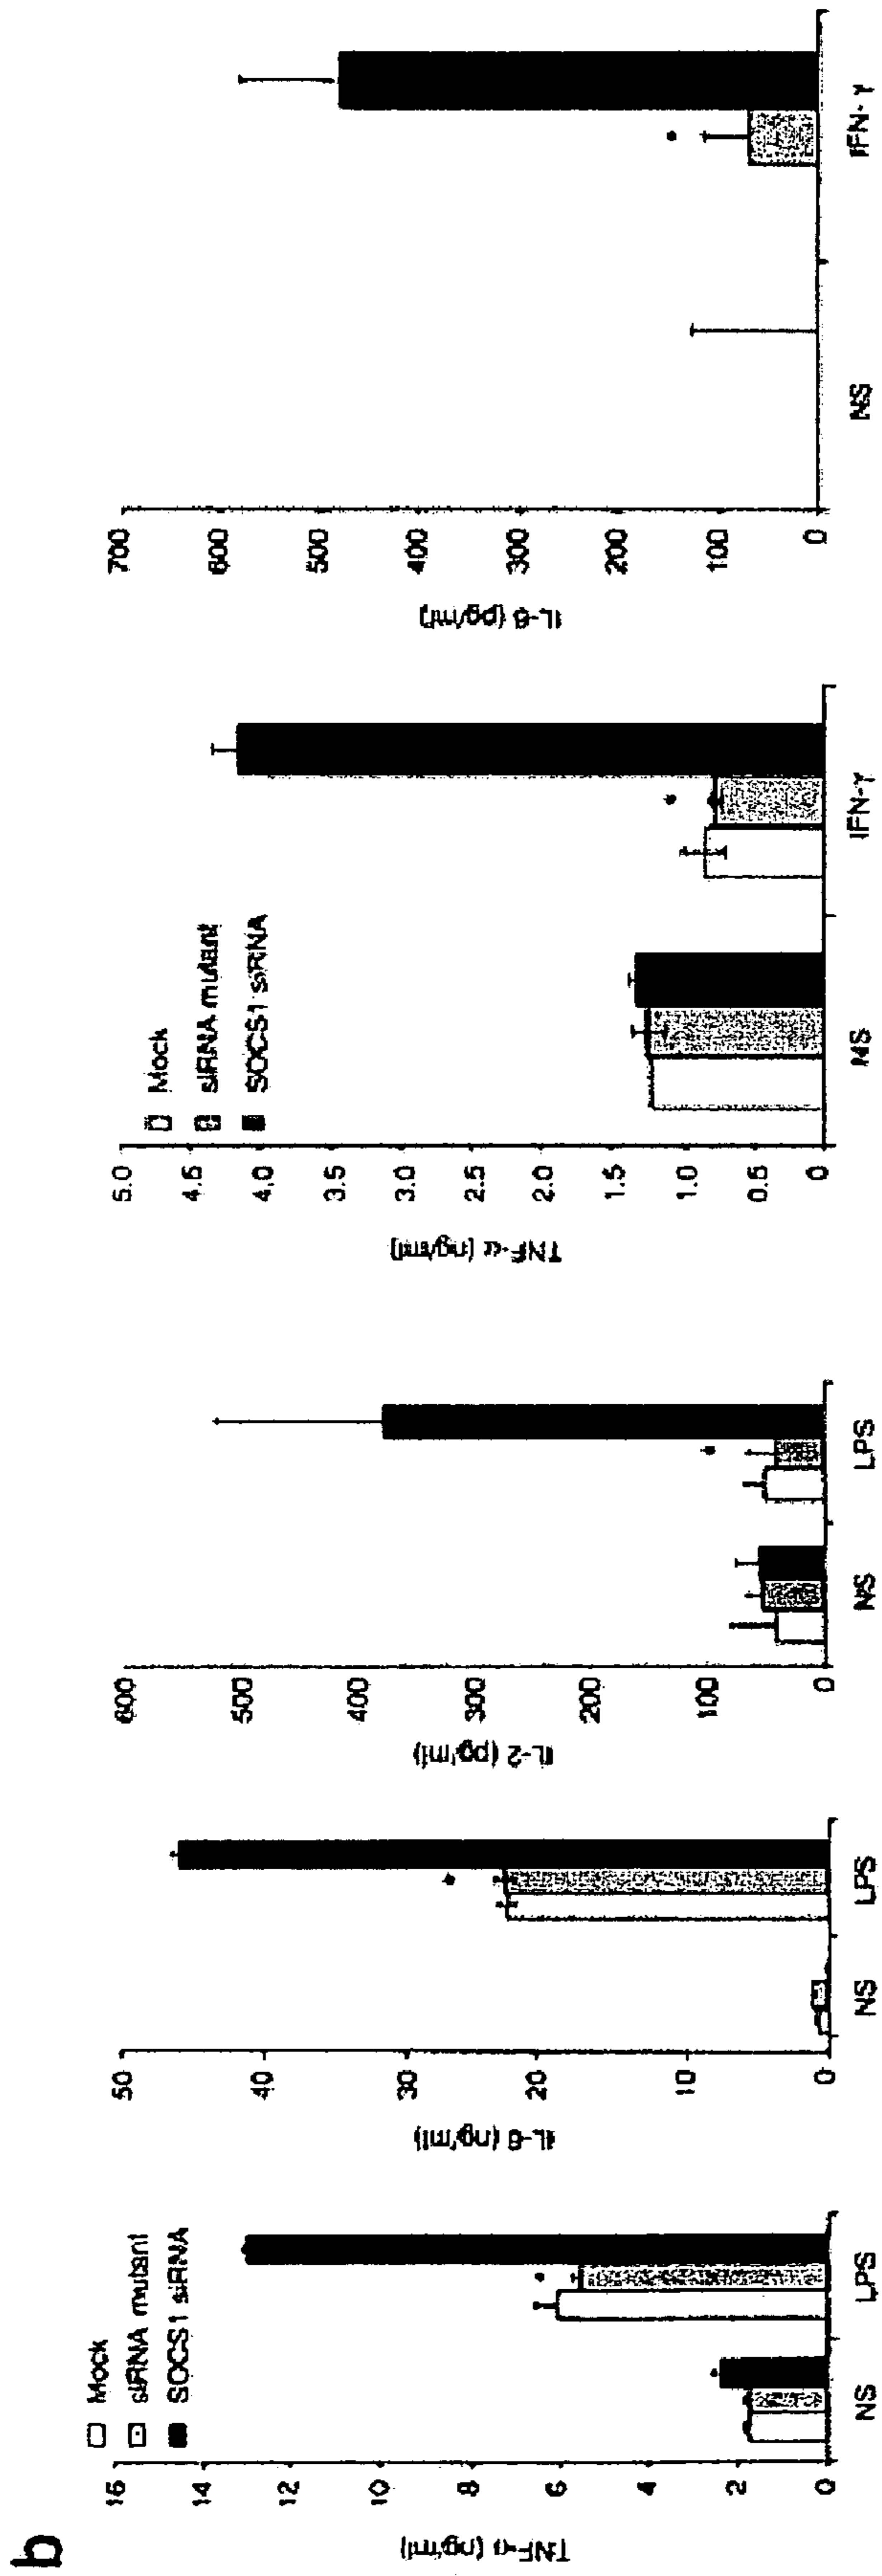 b
TNF-α (ng/ml)
16
14
12
10
8
6
4
2
0
Mock
siRNA mutant
SOCS1 siRNA
NS
LPS
IL-6 (ng/ml)
50
40
30
20
10
0
NS
LPS
IL-2 (pg/ml)
600
500
400
300
200
100
0
NS
LPS
TNF-α (ng/ml)
5.0
4.5
4.0
3.5
3.0
2.5
2.0
1.5
1.0
0.5
0
Mock
siRNA mutant
SOCS1 siRNA
NS
IFN-γ
IL-6 (pg/ml)
700
600
500
400
300
200
100
0
NS
IFN-γ